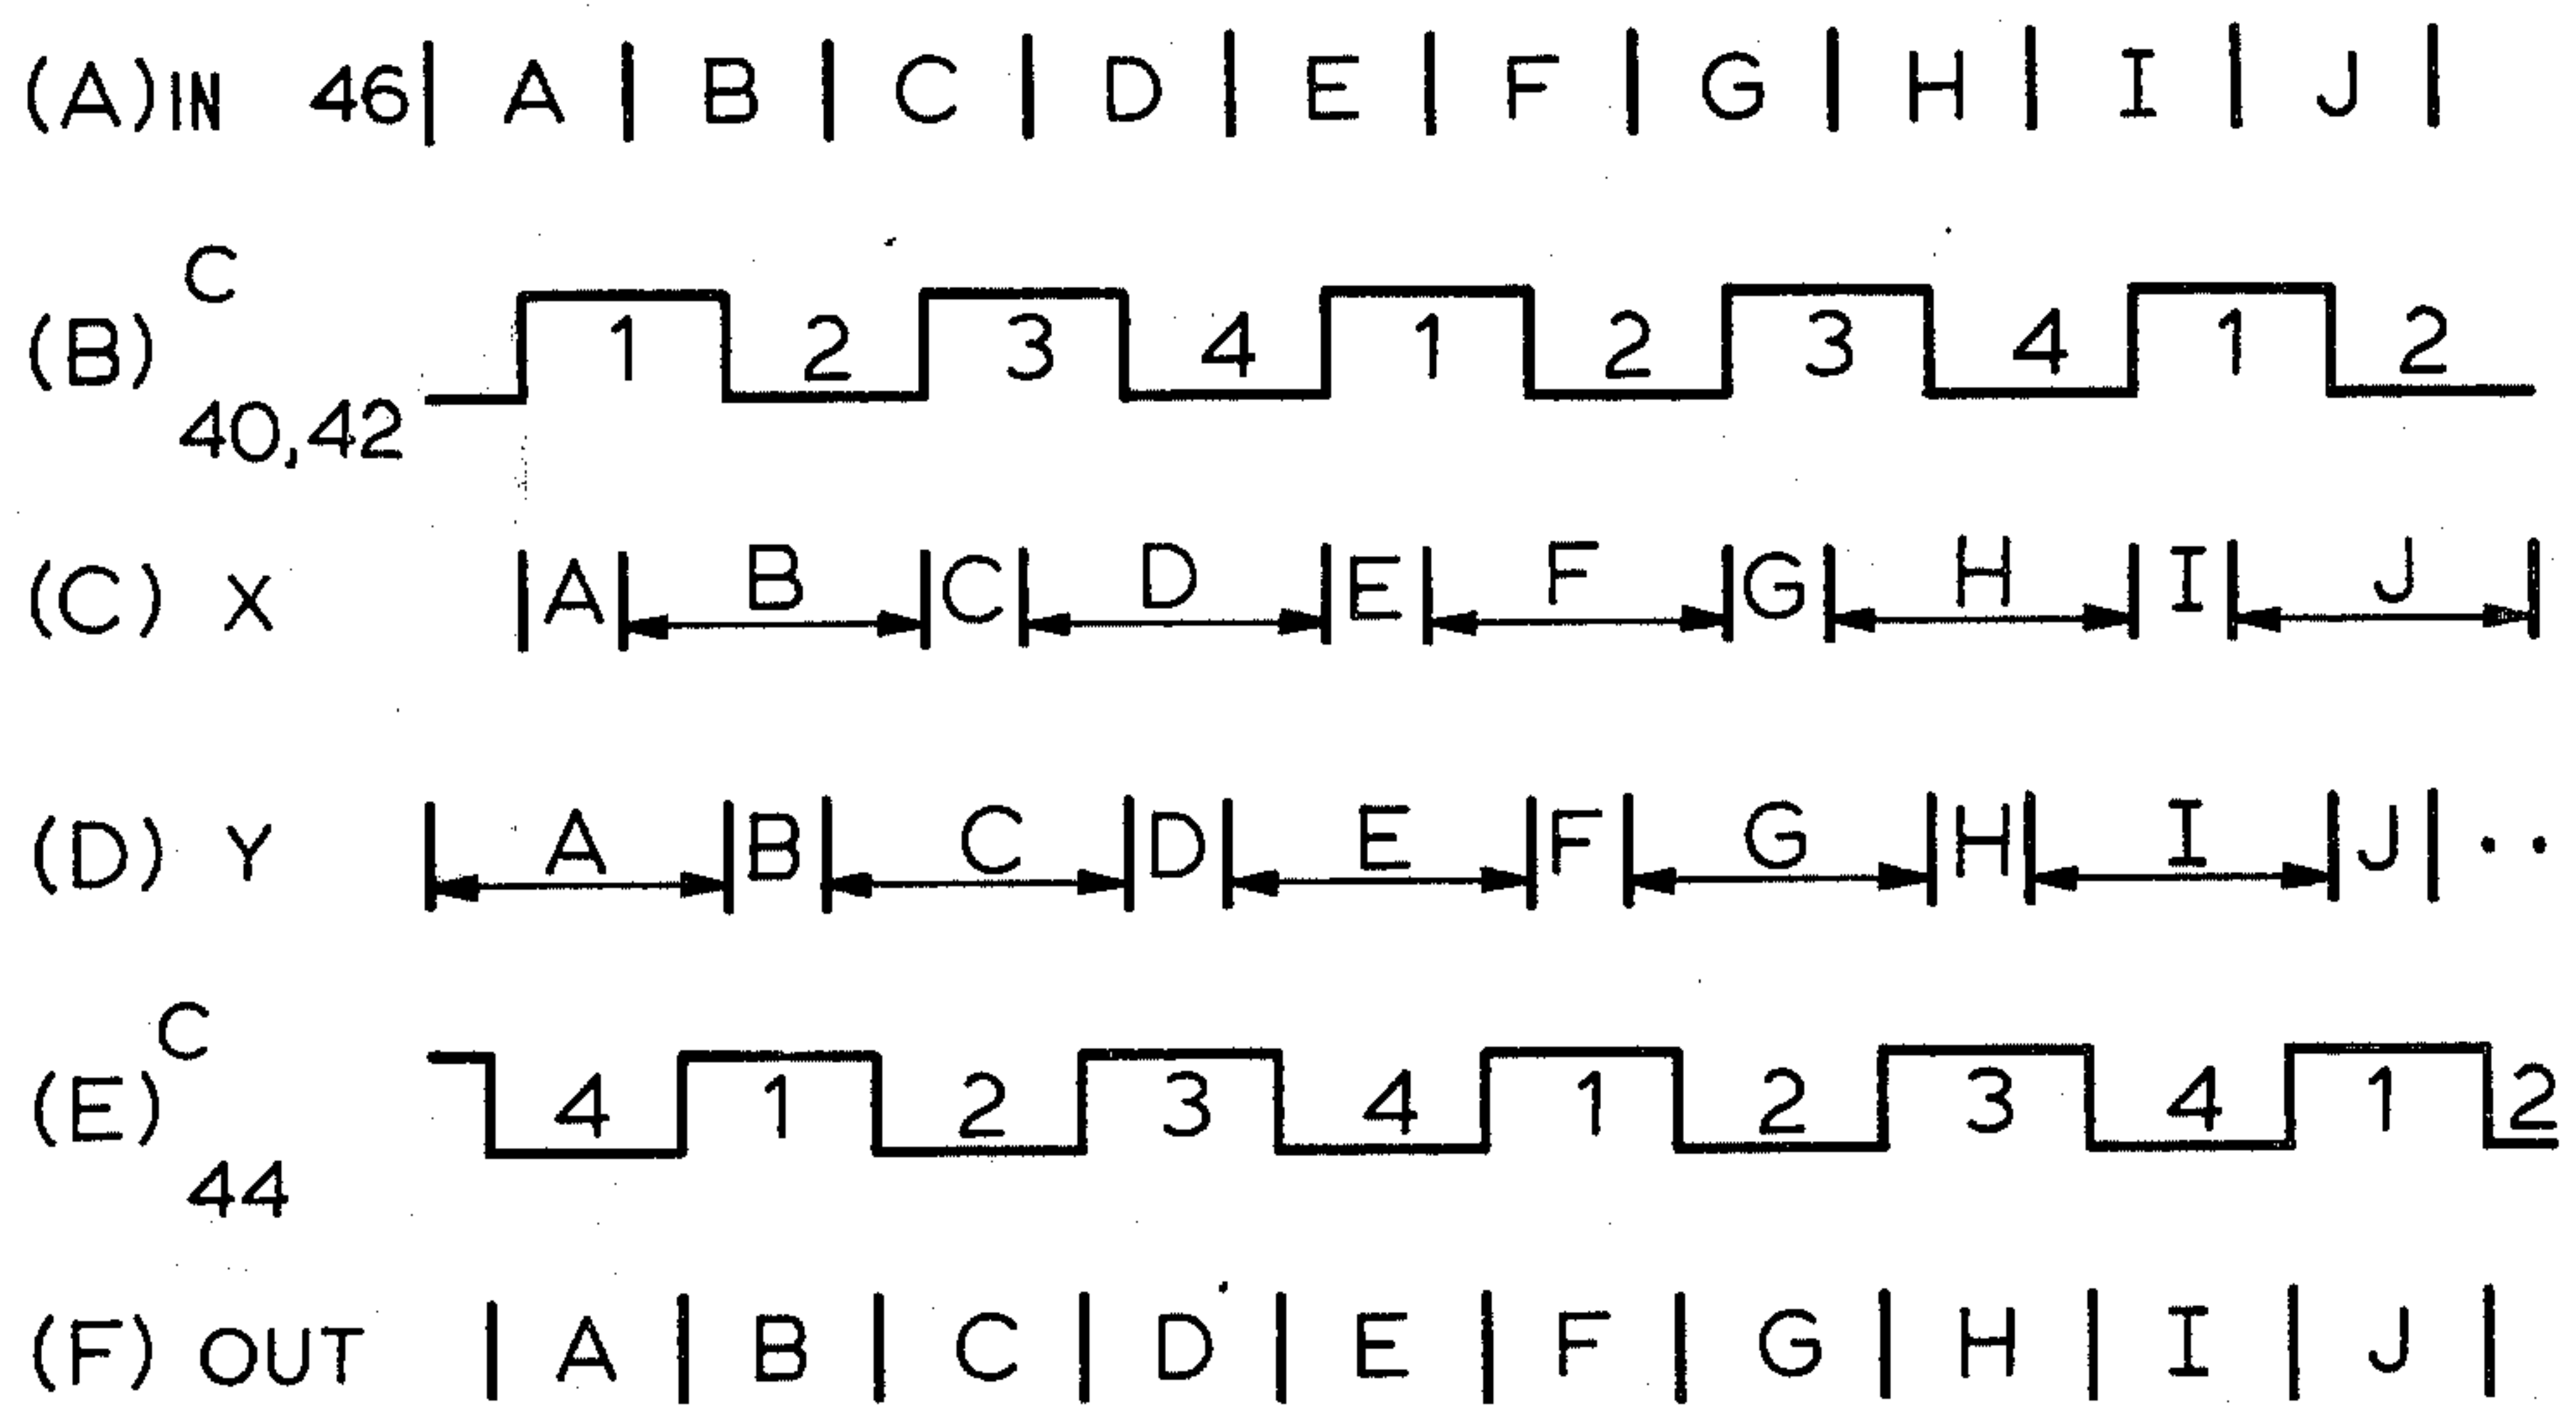 (A) IN 46 A B C D E F G H I J
(B) C 40,42 1 2 3 4 1 2 3 4 1 2
(C) X A B C D E F G H I J
(D) Y A B C D E F G H I J ..
(E) C 44 4 1 2 3 4 1 2 3 4 1 2
(F) OUT A B C D E F G H I J